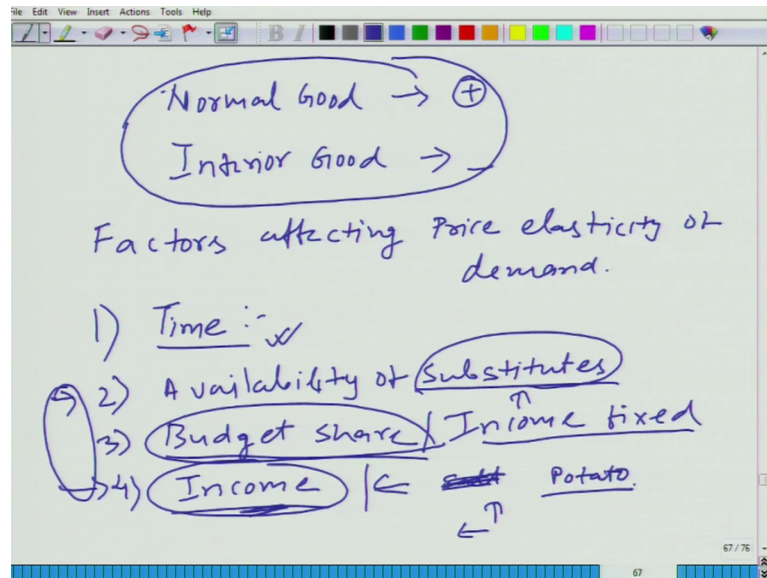 ile Edit View Insert Actions Tools Help
B I
Normal Good → ⊕
Inferior Good → _
Factors affecting Price elasticity of
demand.
1) Time :-
2) Availability of substitutes
3) Budget share / Income fixed
4) Income | ← Potato.
67 / 76
67